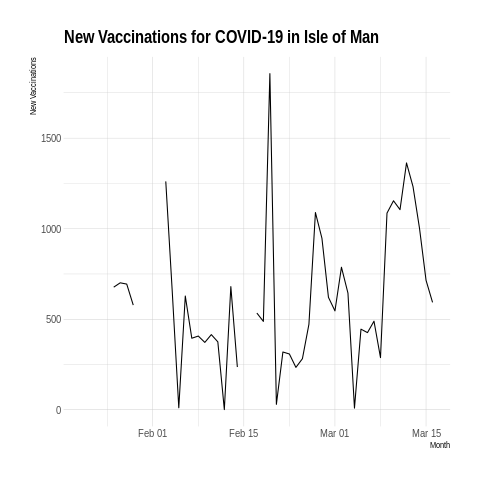 New Vaccinations for COVID-19 in Isle of Man
New Vaccinations
1500
1000
500
0
Feb 01
Feb 15
Mar 01
Mar 15
Month